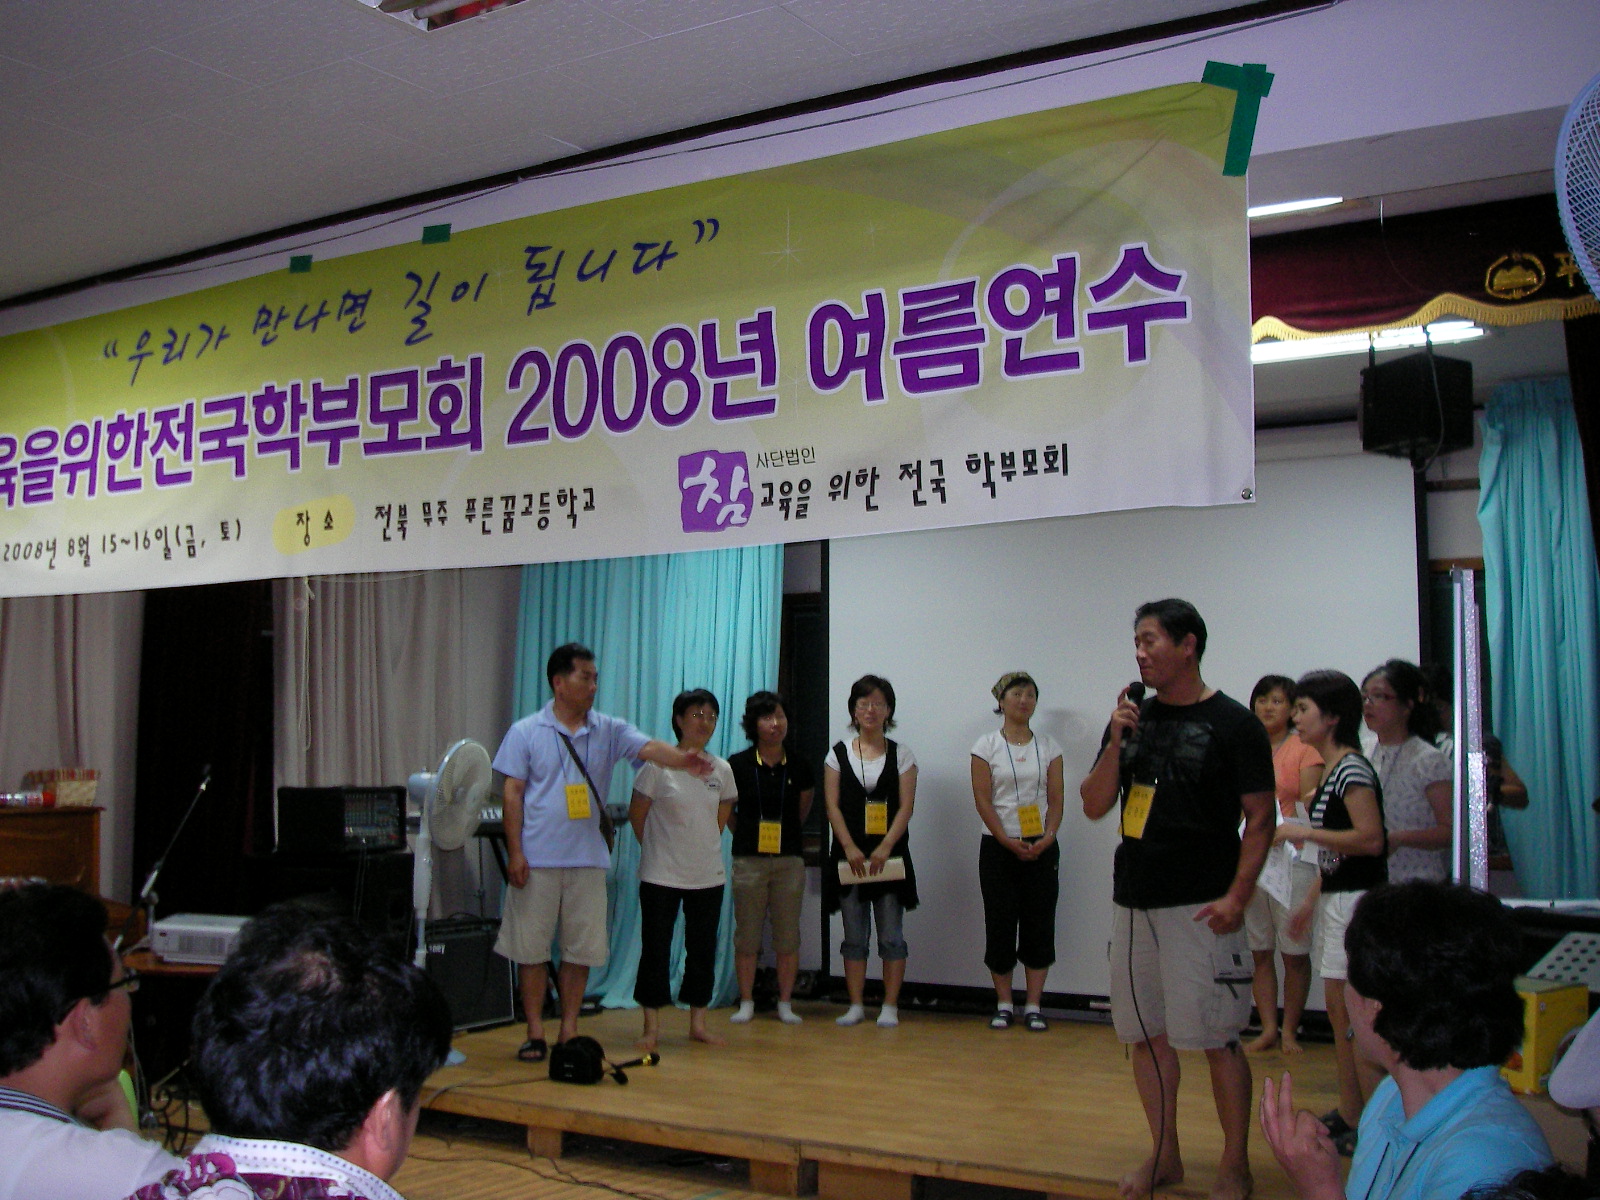 “우리가 만나면 길이 됩니다”
육을위한전국학부모회 2008년 여름연수
2008년 8월 15~16일(금, 토) 장소 전북 무주 푸른꿈고등학교
참 사단법인
교육을 위한 전국 학부모회
푸